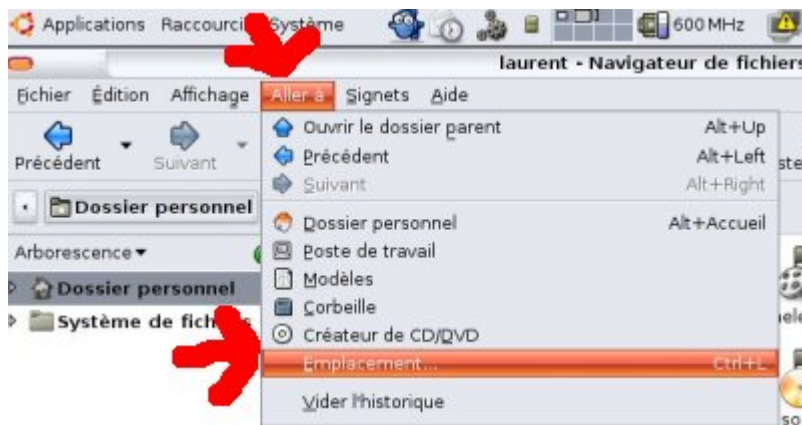 Applications Raccourci Système 600 MHz
laurent - Navigateur de fichiers
Fichier Édition Affichage Aller à Signets Aide
Précédent Suivant
Ouvrir le dossier parent Alt+Up
Précédent Alt+Left
Suivant Alt+Right
Dossier personnel
Dossier personnel Alt+Accueil
Arborescence
Poste de travail
Dossier personnel
Modèles
Corbeille
Système de
Créateur de CD/DVD
Emplacement... Ctrl+L
Vider l'historique